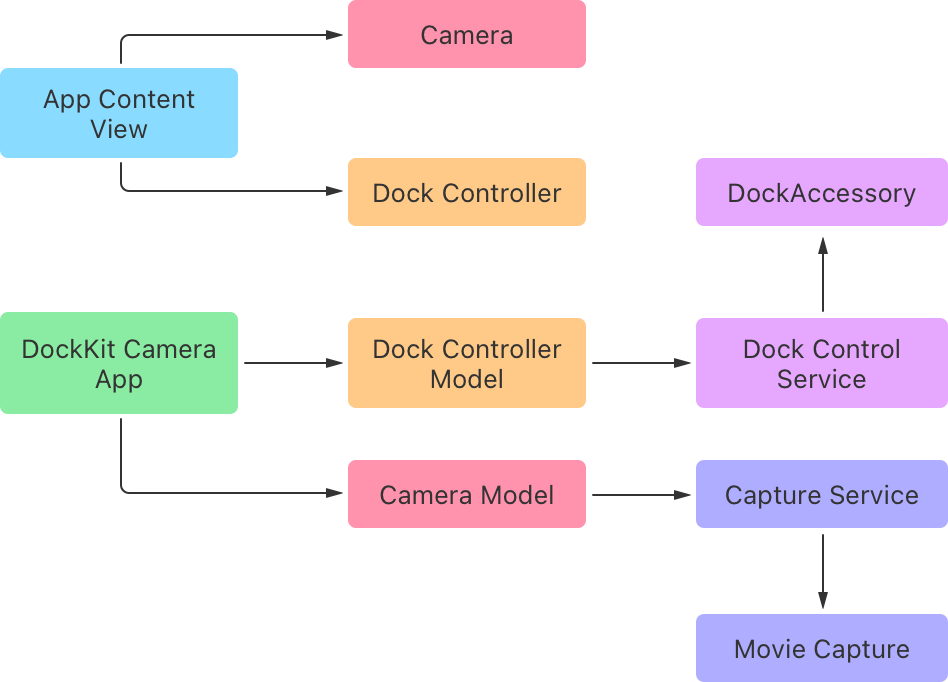 Camera
App Content
View
Dock Controller
DockAccessory
DockKit Camera
App
Dock Controller
Model
Dock Control
Service
Camera Model
Capture Service
Movie Capture